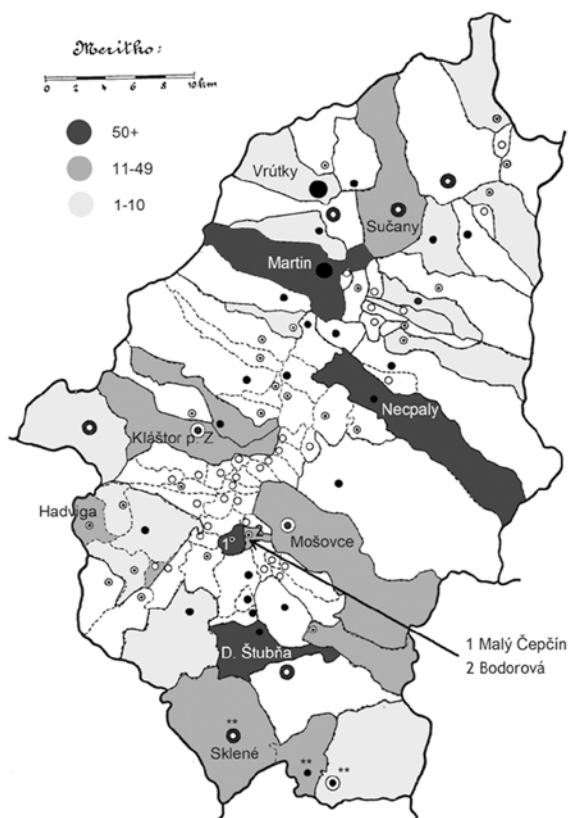 Merítko:
0 2 4 6 8 10 km
50+
11-49
1-10
Vrútky
Sučany
Martin
Necpaly
Kláštor p. Z
Hadviga
1
2
Mošovce
1 Malý Čepčín
2 Bodorová
D. Štubňa
**
Sklené
**
**